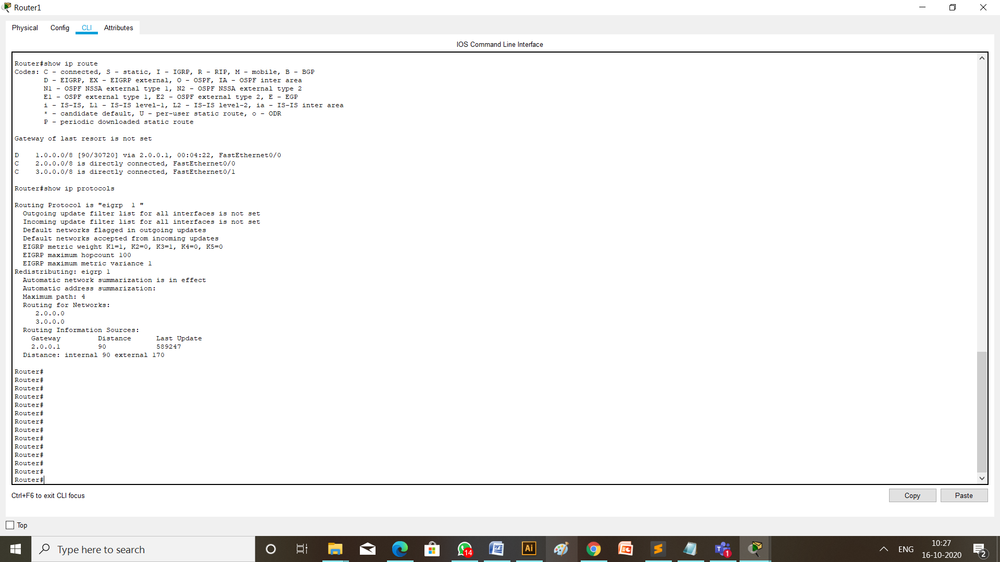 Router1
Physical Config CLI Attributes
IOS Command Line Interface
Router#show ip route
Codes: C - connected, S - static, I - IGRP, R - RIP, M - mobile, B - BGP
       D - EIGRP, EX - EIGRP external, O - OSPF, IA - OSPF inter area
       N1 - OSPF NSSA external type 1, N2 - OSPF NSSA external type 2
       E1 - OSPF external type 1, E2 - OSPF external type 2, E - EGP
       i - IS-IS, L1 - IS-IS level-1, L2 - IS-IS level-2, ia - IS-IS inter area
       * - candidate default, U - per-user static route, o - ODR
       P - periodic downloaded static route
Gateway of last resort is not set
D    1.0.0.0/8 [90/30720] via 2.0.0.1, 00:04:22, FastEthernet0/0
C    2.0.0.0/8 is directly connected, FastEthernet0/0
C    3.0.0.0/8 is directly connected, FastEthernet0/1
Router#show ip protocols
Routing Protocol is "eigrp  1 "
  Outgoing update filter list for all interfaces is not set
  Incoming update filter list for all interfaces is not set
  Default networks flagged in outgoing updates
  Default networks accepted from incoming updates
  EIGRP metric weight K1=1, K2=0, K3=1, K4=0, K5=0
  EIGRP maximum hopcount 100
  EIGRP maximum metric variance 1
Redistributing: eigrp 1
  Automatic network summarization is in effect
  Automatic address summarization:
  Maximum path: 4
  Routing for Networks:
     2.0.0.0
     3.0.0.0
  Routing Information Sources:
    Gateway         Distance      Last Update
    2.0.0.1         90            589247
  Distance: internal 90 external 170
Router#
Router#
Router#
Router#
Router#
Router#
Router#
Router#
Router#
Router#
Router#
Router#
Router#
Router#
Ctrl+F6 to exit CLI focus
Copy Paste
Top
Type here to search
14
Ai
1
ENG
10:27
16-10-2020
2